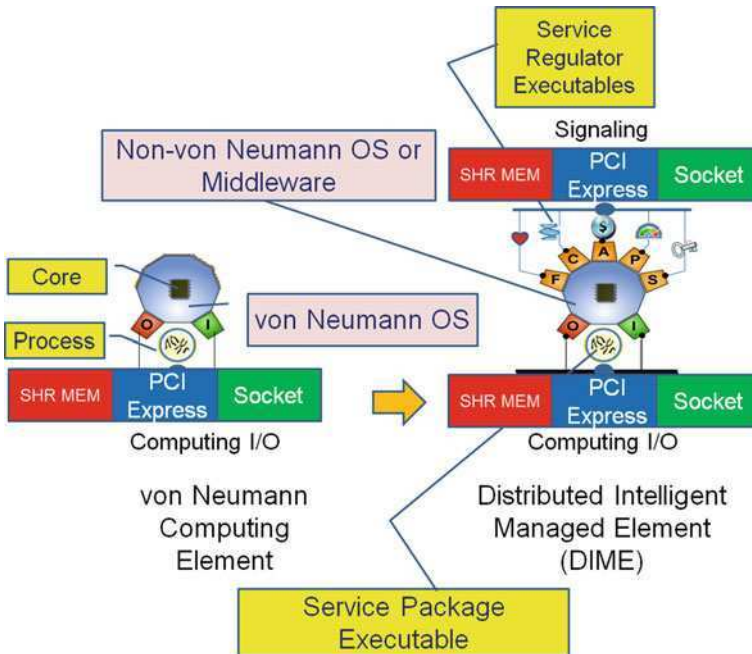 Service
Regulator
Executables
Signaling
SHR MEM
PCI
Express
Socket
Non-von Neumann OS or
Middleware
$
F
C
A
P
S
Core
von Neumann OS
O
I
Process
O
I
SHR MEM
PCI
Express
Socket
SHR MEM
PCI
Express
Socket
Computing I/O
Computing I/O
von Neumann
Computing
Element
Distributed Intelligent
Managed Element
(DIME)
Service Package
Executable